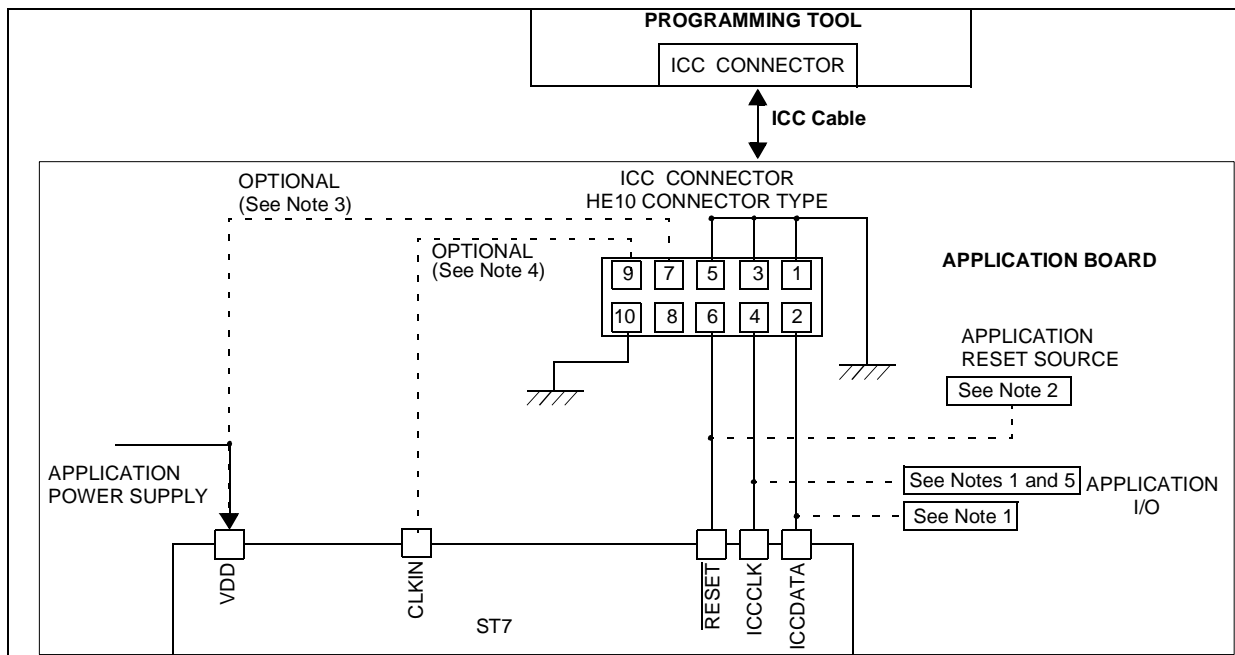 PROGRAMMING TOOL
ICC CONNECTOR
ICC Cable
OPTIONAL
(See Note 3)
ICC CONNECTOR
HE10 CONNECTOR TYPE
OPTIONAL
(See Note 4)
9 7 5 3 1
10 8 6 4 2
APPLICATION BOARD
APPLICATION
RESET SOURCE
See Note 2
APPLICATION
POWER SUPPLY
See Notes 1 and 5
See Note 1
APPLICATION
I/O
VDD
CLKIN
RESET
ICCCLK
ICCDATA
ST7